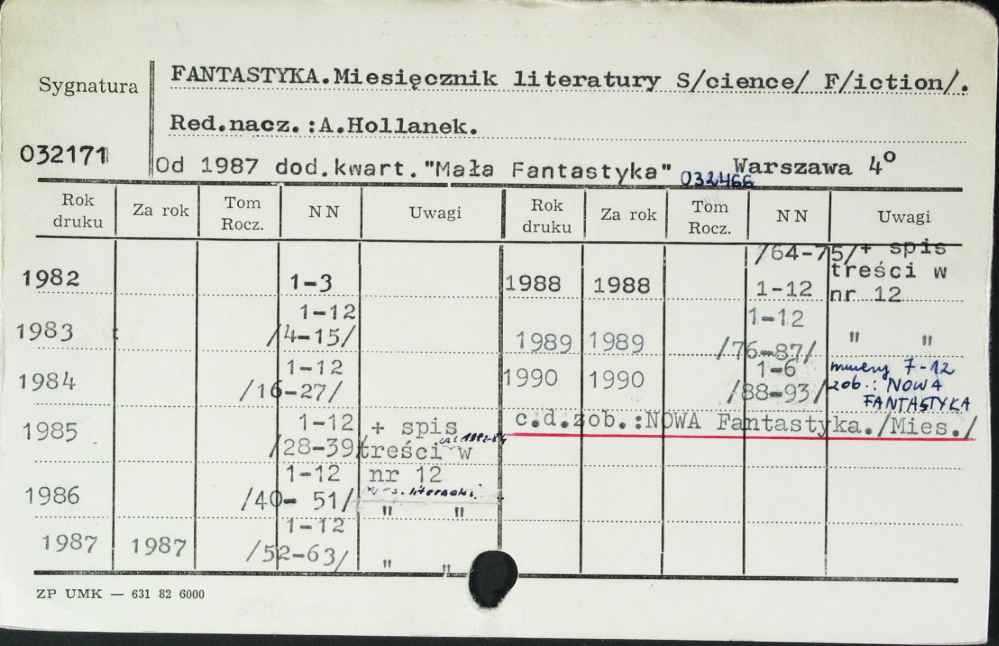 Sygnatura
FANTASTYKA.Miesięcznik literatury S/cience/ F/iction/.
Red.nacz.:A.Hollanek.
032171
Od 1987 dod.kwart."Mała Fantastyka" 032466 Warszawa 4º
Rok druku Za rok Tom Rocz. NN Uwagi Rok druku Za rok Tom Rocz. NN Uwagi
1982 1-3
1983 1-12 /4-15/
1984 1-12 /16-27/
1985 1-12 /28-39/ + spis treści w nr 12
1986 1-12 /40- 51/ " "
1987 1987 1-12 /52-63/ " "
1988 1988 /64-75/ 1-12 + spis treści w nr 12
1989 1989 1-12 /76-87/ " "
1990 1990 1-6 /88-93/ numery 7-12 zob.: NOWA FANTASTYKA
c.d.zob.:NOWA Fantastyka./Mies./
ZP UMK — 631 82 6000